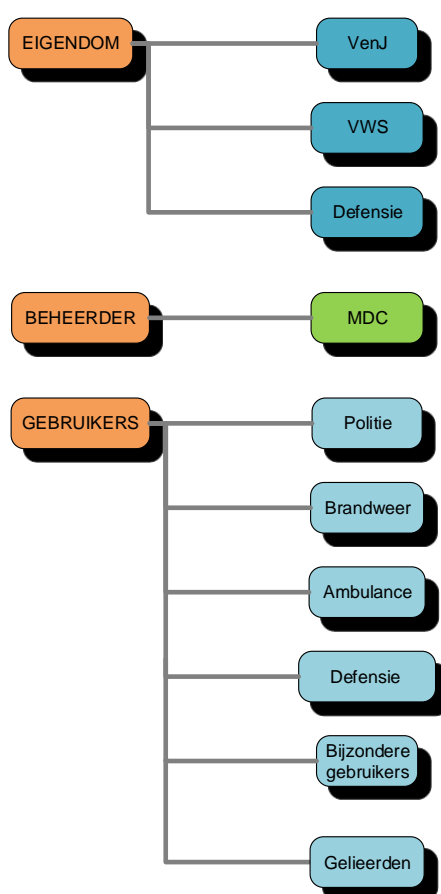 EIGENDOM
VenJ
VWS
Defensie
BEHEERDER
MDC
GEBRUIKERS
Politie
Brandweer
Ambulance
Defensie
Bijzondere
gebruikers
Gelieerden